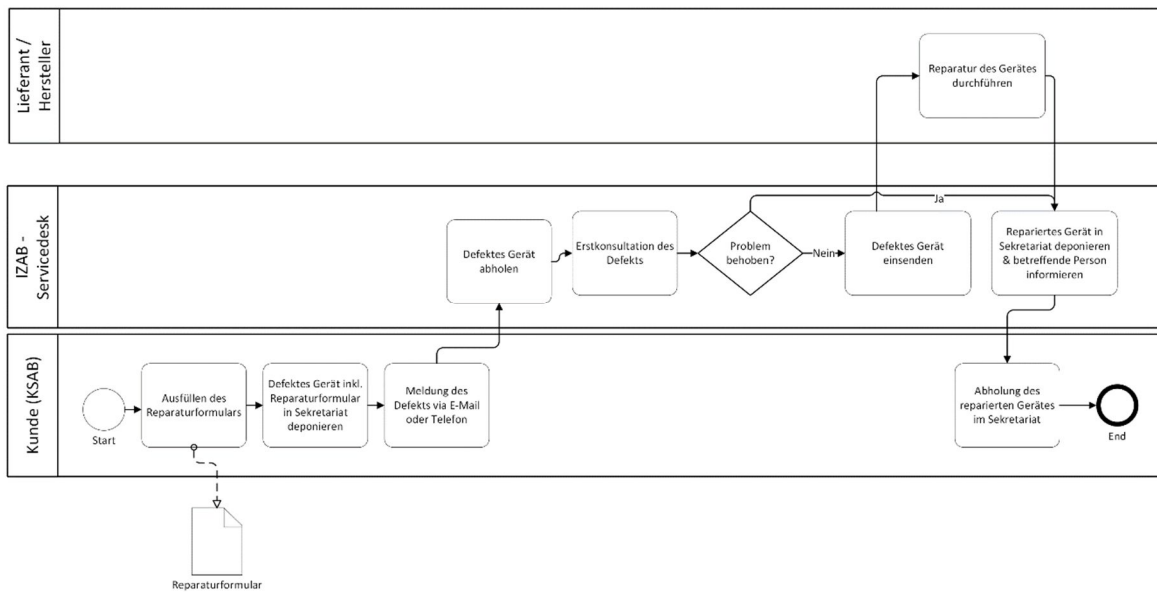 Lieferant /
Hersteller
Reparatur des Gerätes
durchführen
IZAB -
Servicedesk
Defektes Gerät
abholen
Erstkonsultation des
Defekts
Problem
behoben?
Nein
Ja
Defektes Gerät
einsenden
Repariertes Gerät in
Sekretariat deponieren
& betreffende Person
informieren
Kunde (KSAB)
Start
Ausfüllen des
Reparaturformulars
Defektes Gerät inkl.
Reparaturformular
in Sekretariat
deponieren
Meldung des
Defekts via E-Mail
oder Telefon
Abholung des
reparierten Gerätes
im Sekretariat
End
Reparaturformular